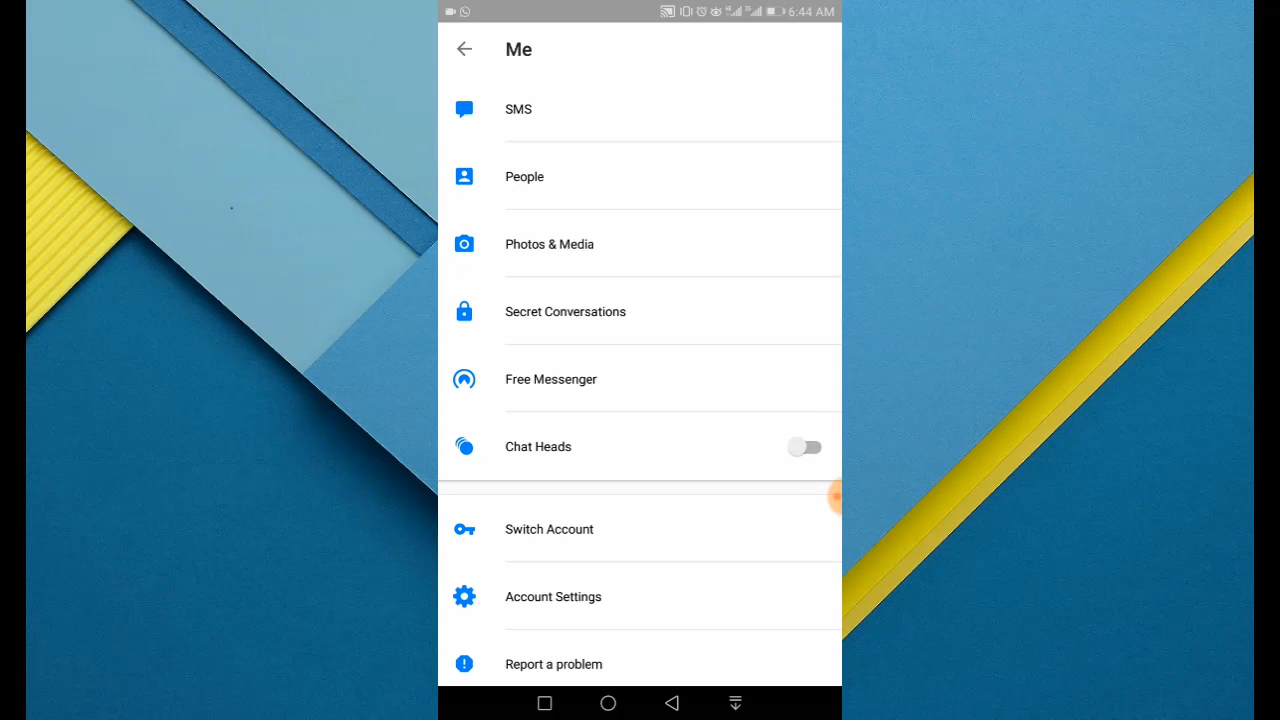 6:44 AM
Me
SMS
People
Photos & Media
Secret Conversations
Free Messenger
Chat Heads
Switch Account
Account Settings
Report a problem